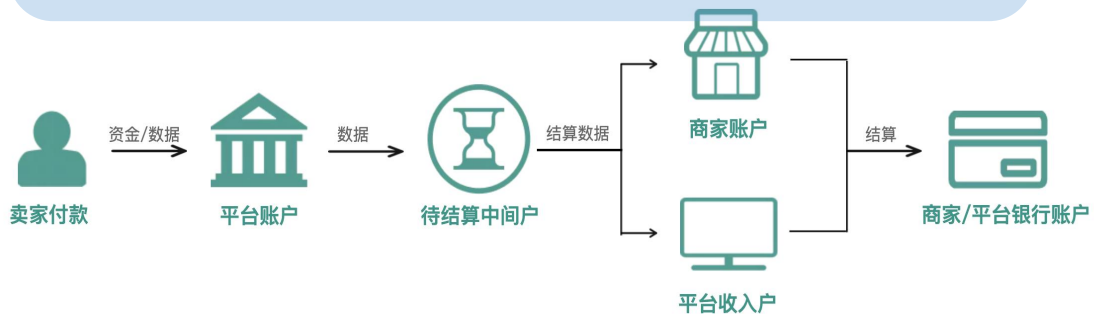 卖家付款
资金/数据
平台账户
数据
待结算中间户
结算数据
商家账户
平台收入户
结算
商家/平台银行账户